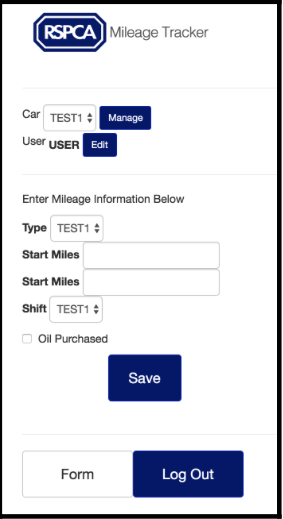 RSPCA Mileage Tracker
Car TEST1 Manage
User USER Edit
Enter Mileage Information Below
Type TEST1
Start Miles
Start Miles
Shift TEST1
Oil Purchased
Save
Form Log Out